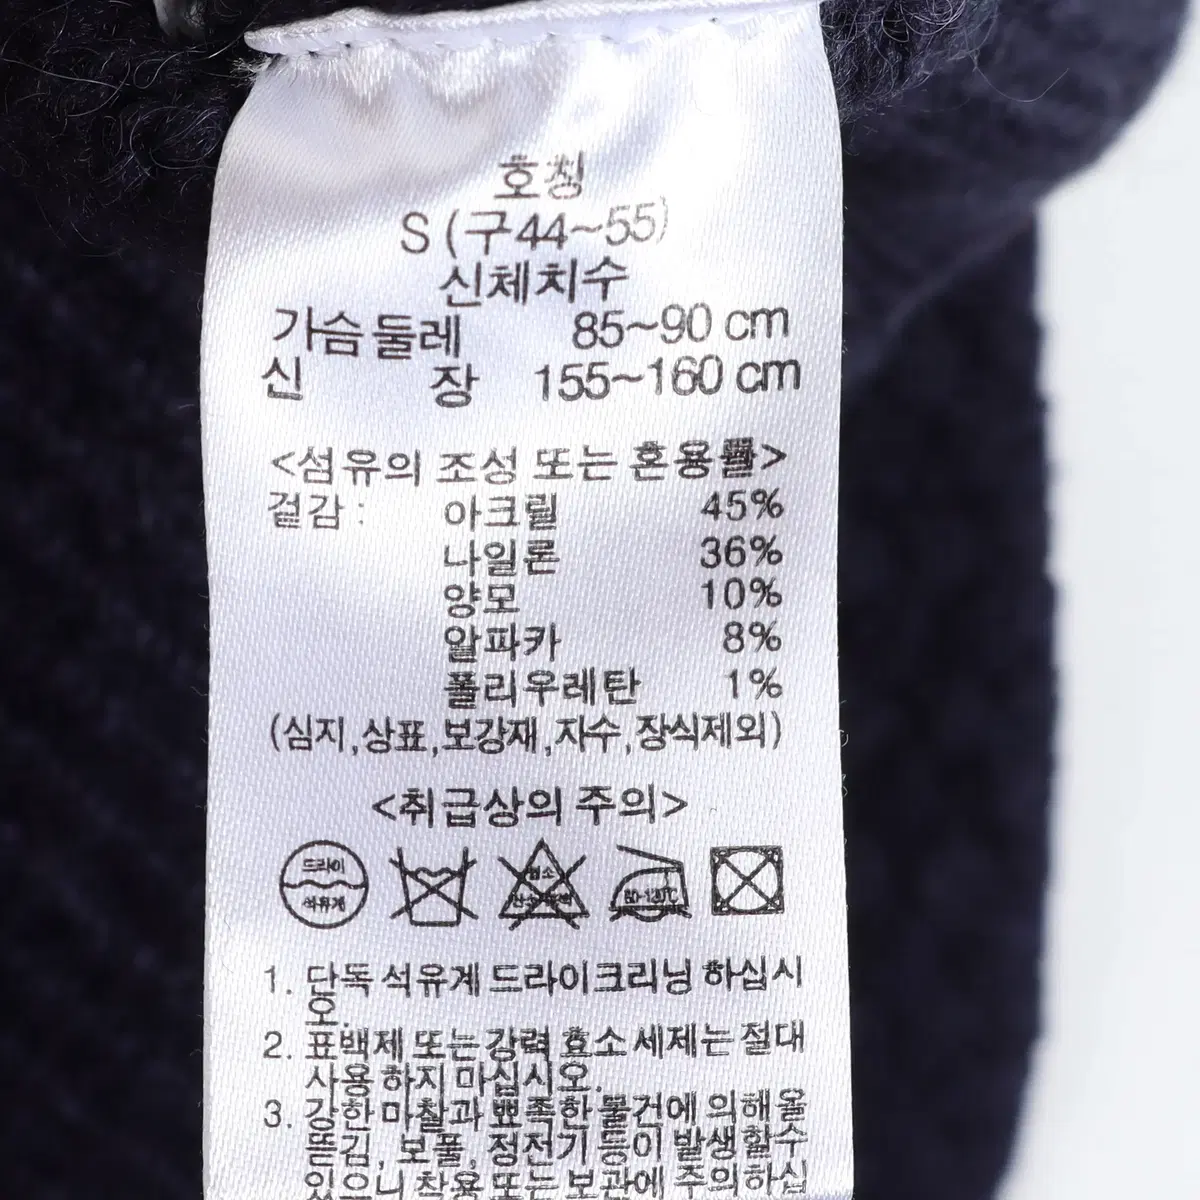 호칭
S (구44~55)
신체치수
가슴둘레 85~90 cm
신 장 155~160 cm
<섬유의 조성 또는 혼용률>
겉감 : 아크릴 45%
나일론 36%
양모 10%
알파카 8%
폴리우레탄 1%
(심지,상표,보강재,자수,장식제외)
<취급상의 주의>
드라이
석유계
염소
산소 표백
80-120℃
1. 단독 석유계 드라이크리닝 하십시
오.
2. 표백제 또는 강력 효소 세제는 절대
사용 하지 마십시오.
3. 강한 마찰과 뾰족한 물건에 의해 올
뜯김, 보풀, 정전기 등이 발생할수
있으니 착용 또는 보관에 주의하십